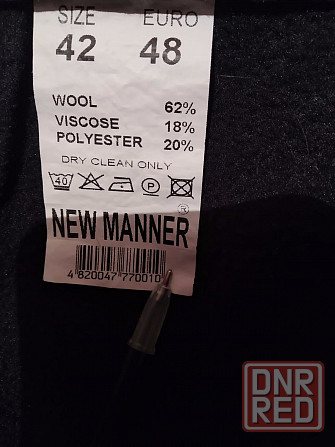 SIZE EURO
42 48
WOOL 62%
VISCOSE 18%
POLYESTER 20%
DRY CLEAN ONLY
40 P
NEW MANNER®
4 820047 770010
DNR
RED